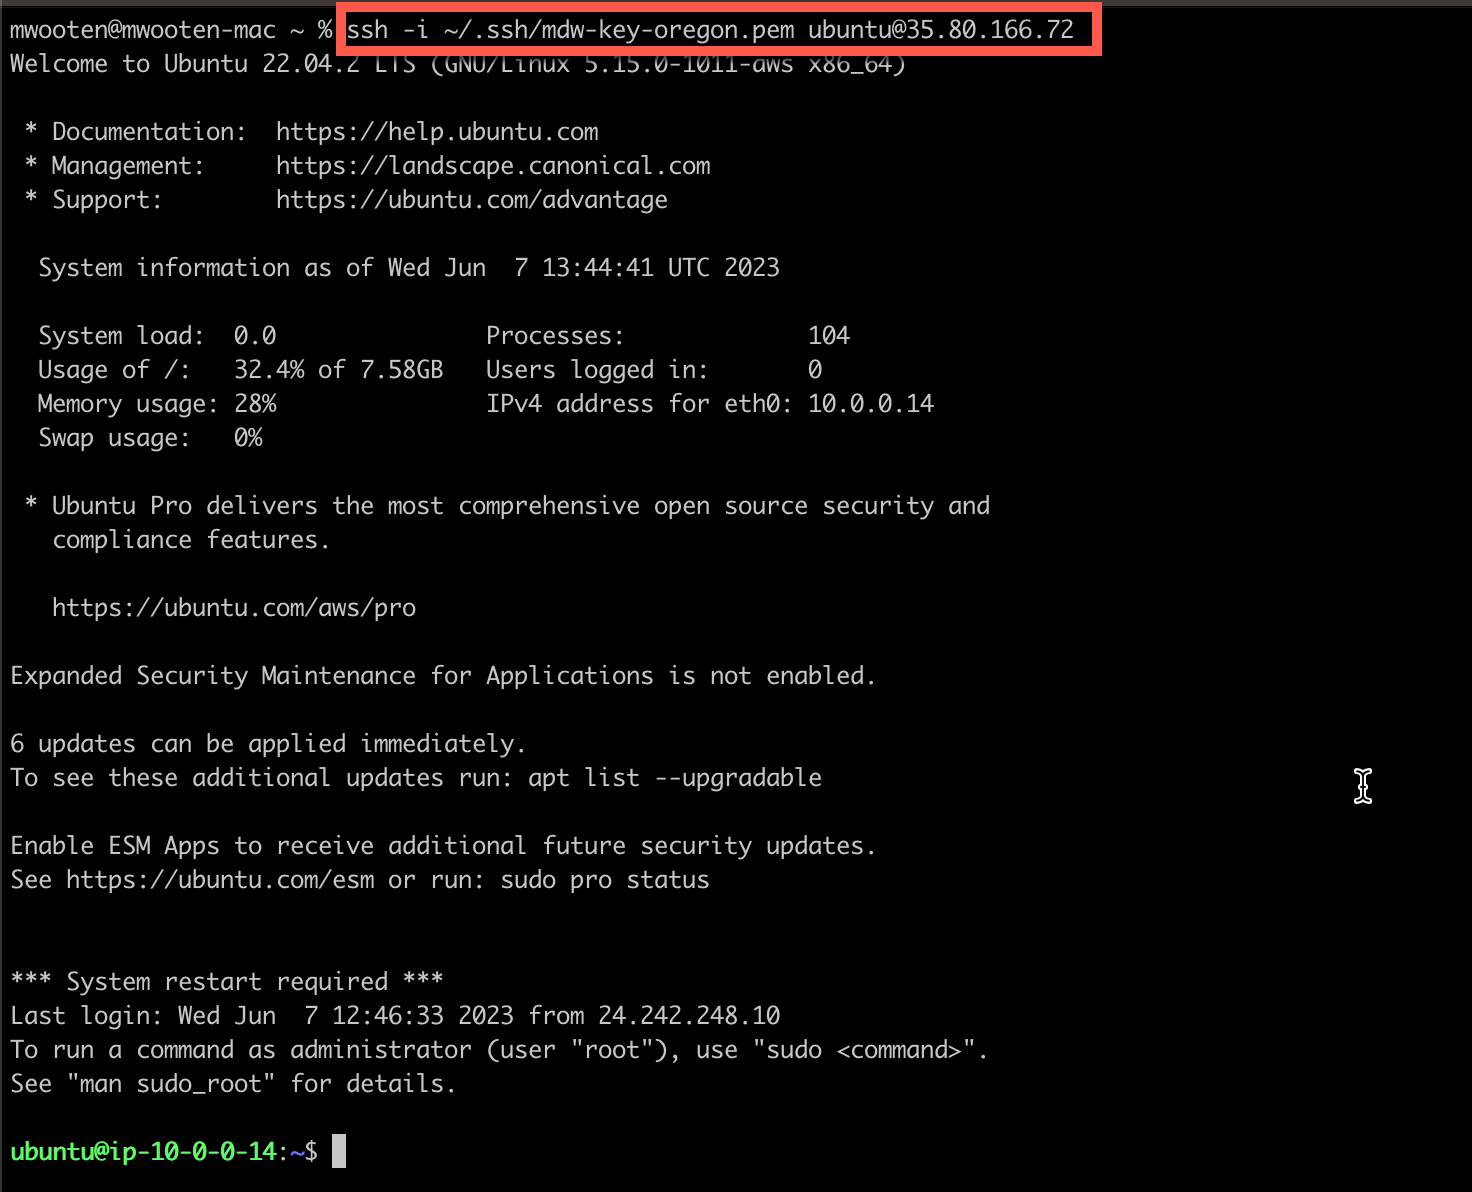 mwooten@mwooten-mac ~ % ssh -i ~/.ssh/mdw-key-oregon.pem ubuntu@35.80.166.72
Welcome to Ubuntu 22.04.2 LTS (GNU/Linux 5.15.0-1011-aws x86_64)
* Documentation:  https://help.ubuntu.com
* Management:     https://landscape.canonical.com
* Support:        https://ubuntu.com/advantage
System information as of Wed Jun  7 13:44:41 UTC 2023
System load:  0.0               Processes:             104
Usage of /:   32.4% of 7.58GB   Users logged in:       0
Memory usage: 28%               IPv4 address for eth0: 10.0.0.14
Swap usage:   0%
* Ubuntu Pro delivers the most comprehensive open source security and
compliance features.
https://ubuntu.com/aws/pro
Expanded Security Maintenance for Applications is not enabled.
6 updates can be applied immediately.
To see these additional updates run: apt list --upgradable
Enable ESM Apps to receive additional future security updates.
See https://ubuntu.com/esm or run: sudo pro status
*** System restart required ***
Last login: Wed Jun  7 12:46:33 2023 from 24.242.248.10
To run a command as administrator (user "root"), use "sudo <command>".
See "man sudo_root" for details.
ubuntu@ip-10-0-0-14:~$